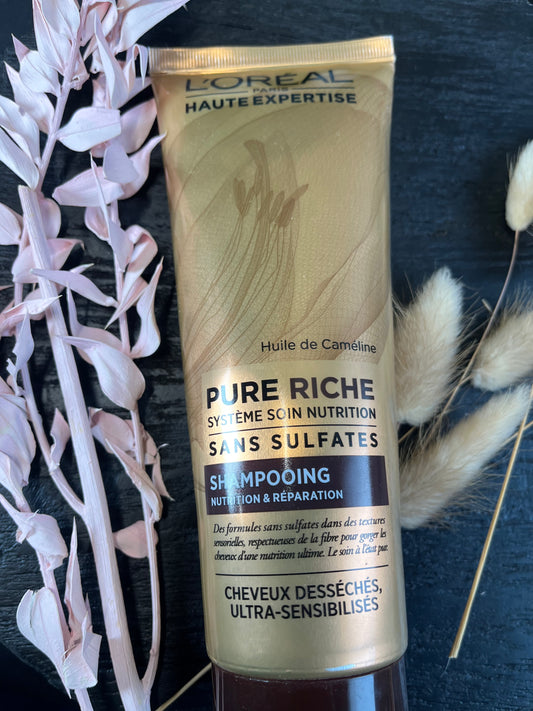 L'ORÉAL
PARIS
HAUTE EXPERTISE
Huile de Caméline
PURE RICHE
SYSTÈME SOIN NUTRITION
SANS SULFATES
SHAMPOOING
NUTRITION & RÉPARATION
Des formules sans sulfates dans des textures
sensorielles, respectueuses de la fibre pour gorger les
cheveux d'une nutrition ultime. Le soin à l'état pur.
CHEVEUX DESSÉCHÉS,
ULTRA-SENSIBILISÉS